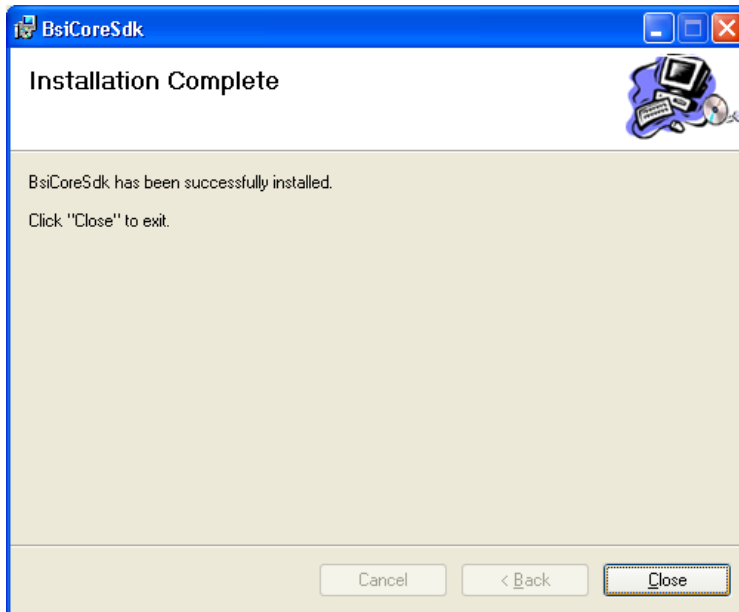 BsiCoreSdk
Installation Complete
BsiCoreSdk has been successfully installed.
Click "Close" to exit.
Cancel
< Back
Close